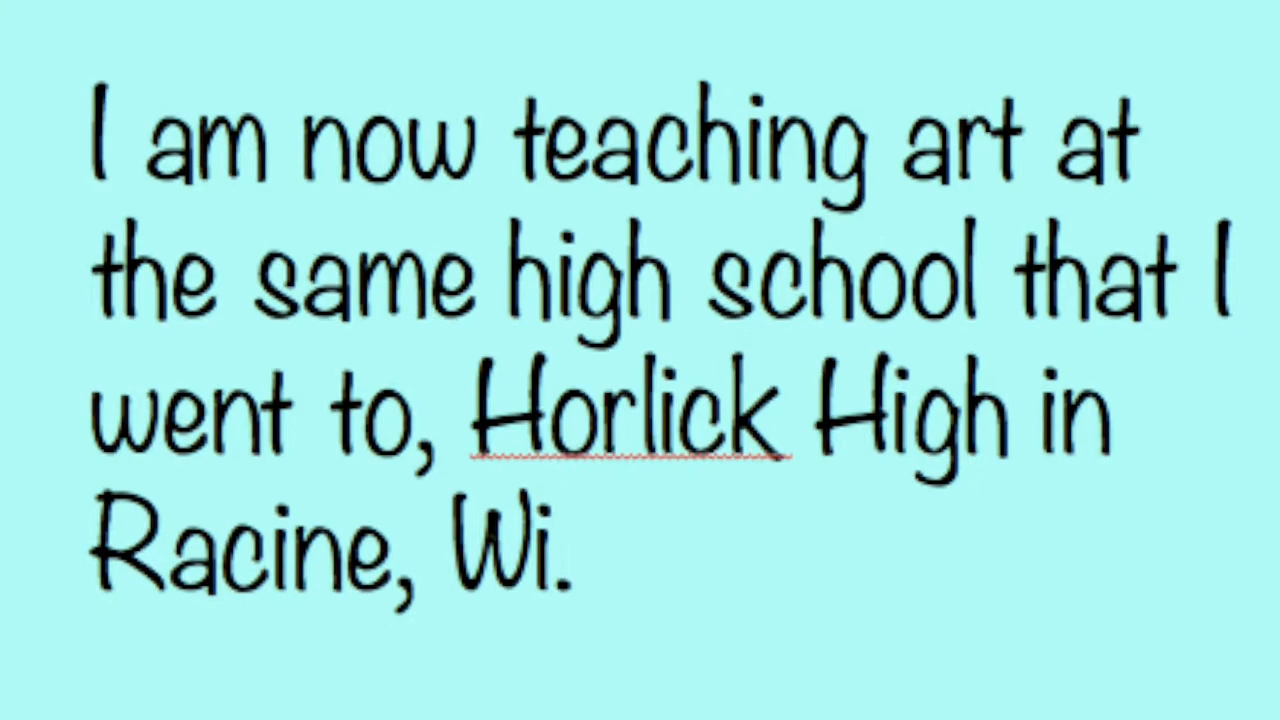 I am now teaching art at
the same high school that I
went to, Horlick High in
Racine, Wi.